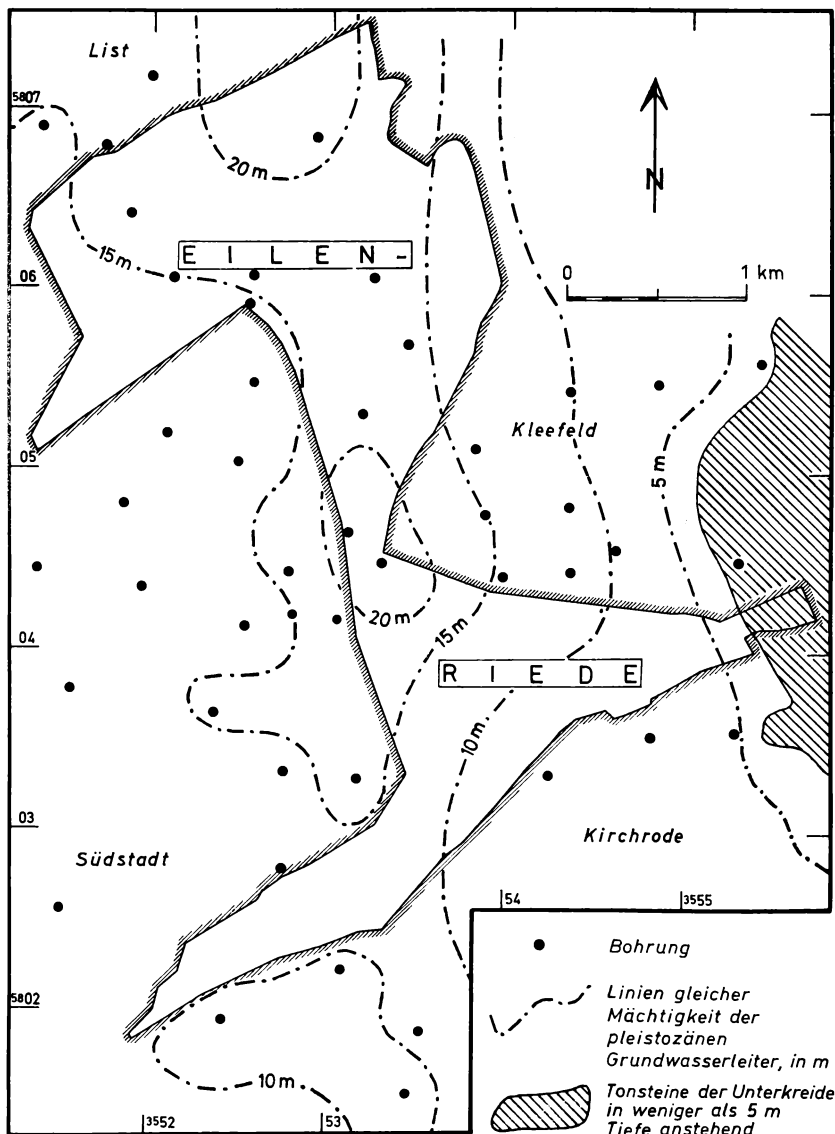 List
5807
20 m
N
15 m
E I L E N -
06
0 1 km
Kleefeld
05
5 m
20 m
15 m
04
R I E D E
10 m
03
Südstadt
Kirchrode
54
3555
Bohrung
5802
Linien gleicher
Mächtigkeit der
pleistozänen
Grundwasserleiter, in m
10 m
Tonsteine der Unterkreide
in weniger als 5 m
Tiefe anstehend
3552
53